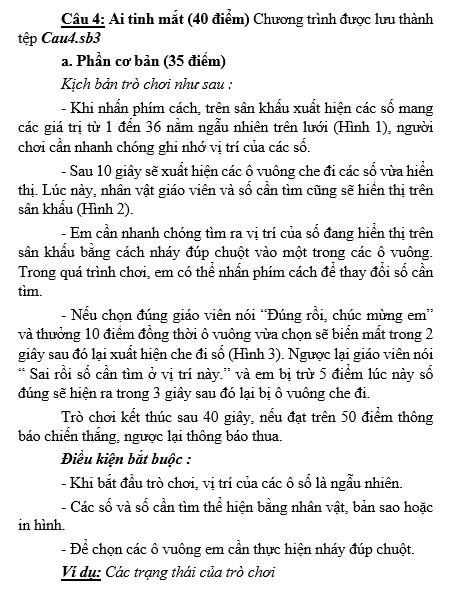 Câu 4: Ai tinh mắt (40 điểm) Chương trình được lưu thành
tệp Cau4.sb3
a. Phần cơ bản (35 điểm)
Kịch bản trò chơi như sau :
- Khi nhấn phím cách, trên sân khấu xuất hiện các số mang
các giá trị từ 1 đến 36 nằm ngẫu nhiên trên lưới (Hình 1), người
chơi cần nhanh chóng ghi nhớ vị trí của các số.
- Sau 10 giây sẽ xuất hiện các ô vuông che đi các số vừa hiển
thị. Lúc này, nhân vật giáo viên và số cần tìm cũng sẽ hiển thị trên
sân khấu (Hình 2).
- Em cần nhanh chóng tìm ra vị trí của số đang hiển thị trên
sân khấu bằng cách nháy đúp chuột vào một trong các ô vuông.
Trong quá trình chơi, em có thể nhấn phím cách để thay đổi số cần
tìm.
- Nếu chọn đúng giáo viên nói “Đúng rồi, chúc mừng em”
và thưởng 10 điểm đồng thời ô vuông vừa chọn sẽ biến mất trong 2
giây sau đó lại xuất hiện che đi số (Hình 3). Ngược lại giáo viên nói
“ Sai rồi số cần tìm ở vị trí này.” và em bị trừ 5 điểm lúc này số
đúng sẽ hiện ra trong 3 giây sau đó lại bị ô vuông che đi.
Trò chơi kết thúc sau 40 giây, nếu đạt trên 50 điểm thông
báo chiến thắng, ngược lại thông báo thua.
Điều kiện bắt buộc :
- Khi bắt đầu trò chơi, vị trí của các ô số là ngẫu nhiên.
- Các số và số cần tìm thể hiện bằng nhân vật, bản sao hoặc
in hình.
- Để chọn các ô vuông em cần thực hiện nháy đúp chuột.
Ví dụ: Các trạng thái của trò chơi